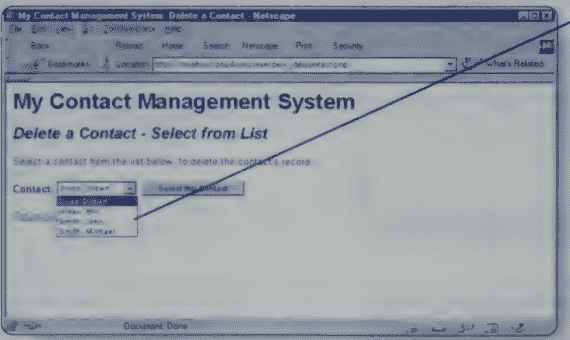 My Contact Management System: Delete a Contact - Netscape
Help
Back Reload Home Search Netscape Print Security
Bookmarks Location What's Related
My Contact Management System
Delete a Contact - Select from List
Select a contact from the list below, to delete the contact's record.
Contact: Select this Contact
Smith, John
Smith, Michael
Document: Done